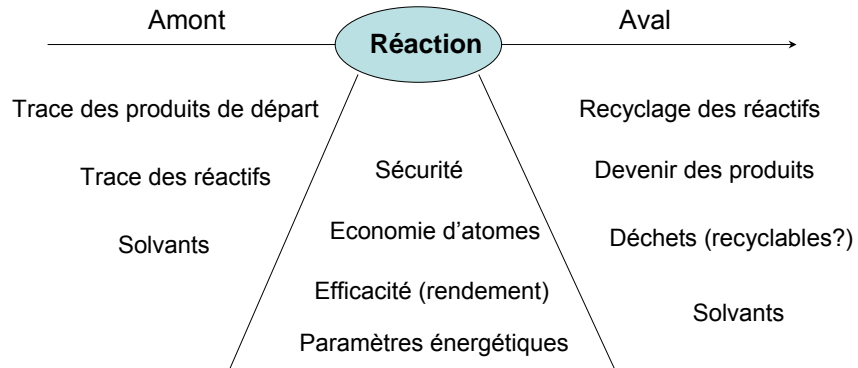 Amont
Réaction
Aval
Trace des produits de départ
Trace des réactifs
Solvants
Sécurité
Economie d'atomes
Efficacité (rendement)
Paramètres énergétiques
Recyclage des réactifs
Devenir des produits
Déchets (recyclables?)
Solvants